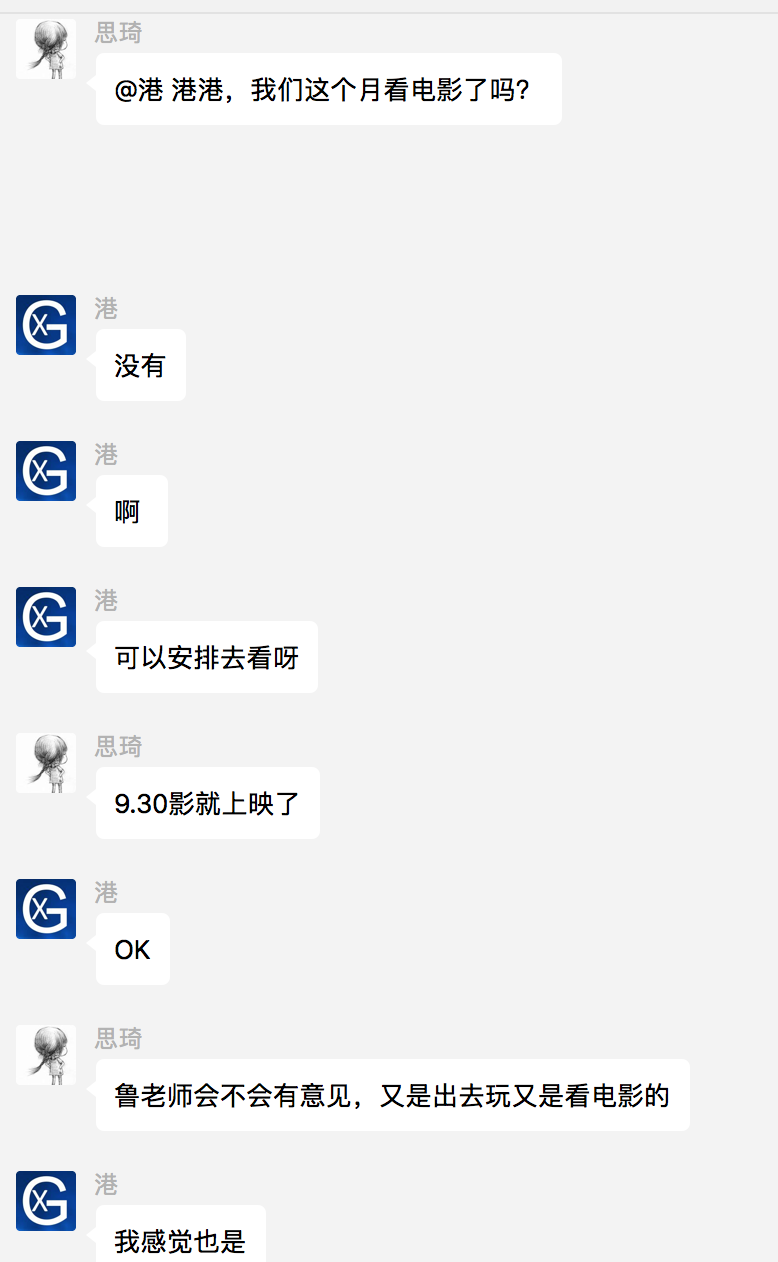 思琦
@港 港港，我们这个月看电影了吗？
港
没有
港
啊
港
可以安排去看呀
思琦
9.30影就上映了
港
OK
思琦
鲁老师会不会有意见，又是出去玩又是看电影的
港
我感觉也是